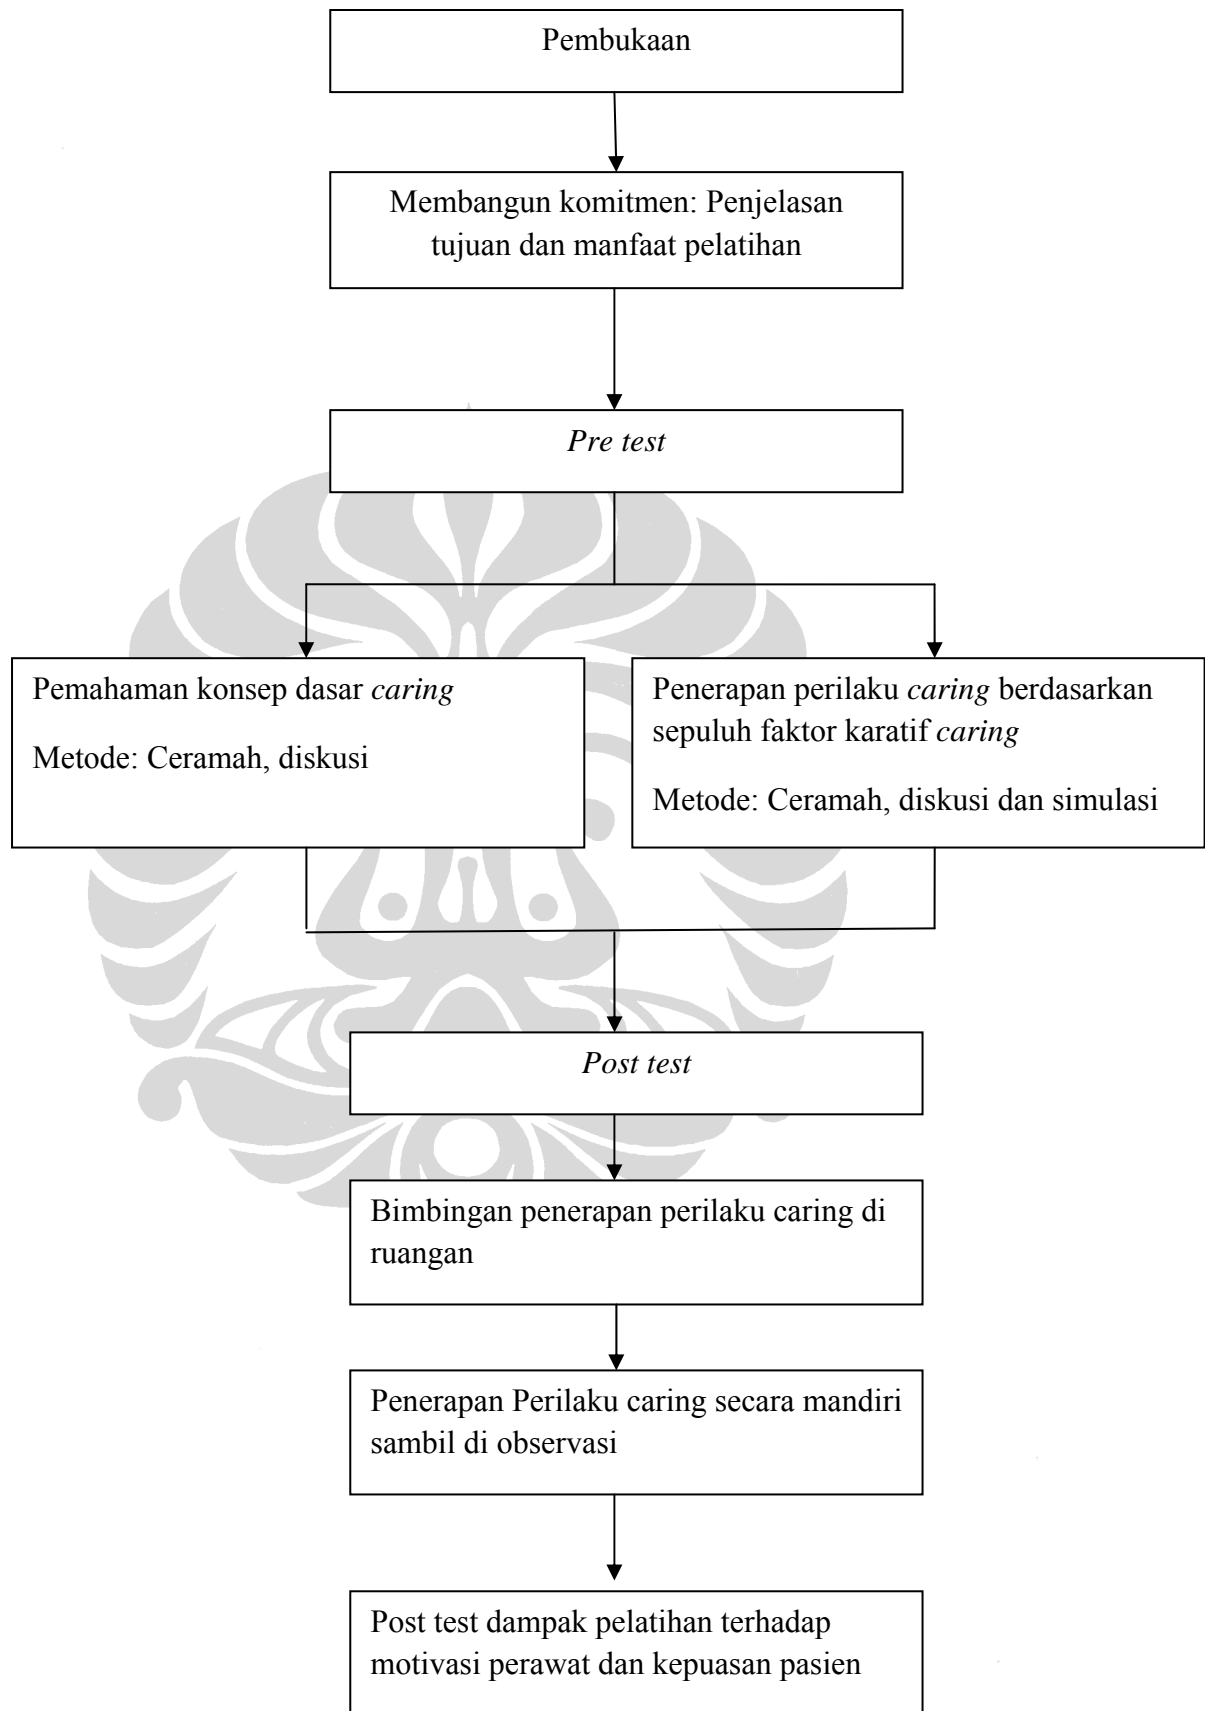 Pembukaan
Membangun komitmen: Penjelasan
tujuan dan manfaat pelatihan
Pre test
Pemahaman konsep dasar caring
Metode: Ceramah, diskusi
Penerapan perilaku caring berdasarkan
sepuluh faktor karatif caring
Metode: Ceramah, diskusi dan simulasi
Post test
Bimbingan penerapan perilaku caring di
ruangan
Penerapan Perilaku caring secara mandiri
sambil di observasi
Post test dampak pelatihan terhadap
motivasi perawat dan kepuasan pasien